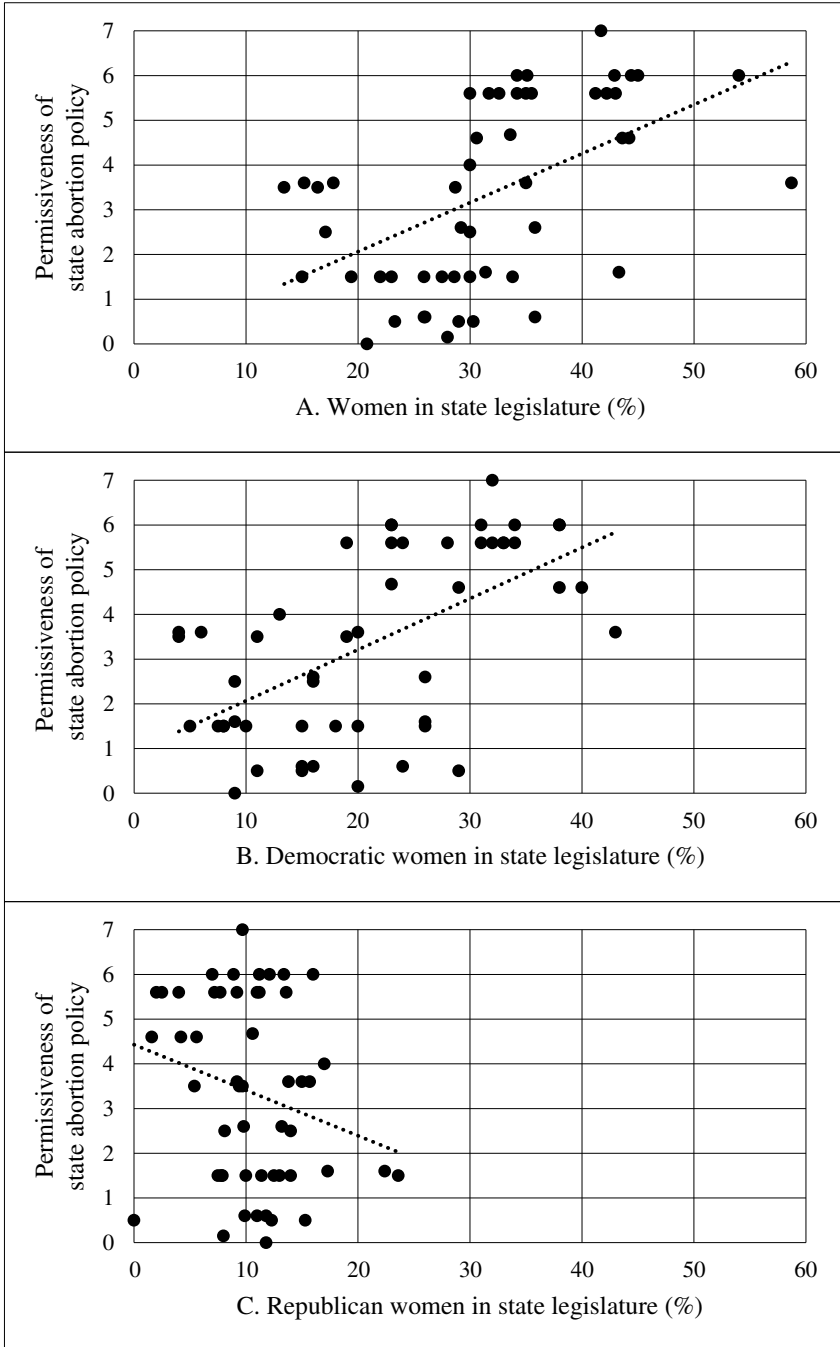 7
6
5
4
3
2
1
0
Permissiveness of
state abortion policy
0 10 20 30 40 50 60
A. Women in state legislature (%)
7
6
5
4
3
2
1
0
Permissiveness of
state abortion policy
0 10 20 30 40 50 60
B. Democratic women in state legislature (%)
7
6
5
4
3
2
1
0
Permissiveness of
state abortion policy
0 10 20 30 40 50 60
C. Republican women in state legislature (%)